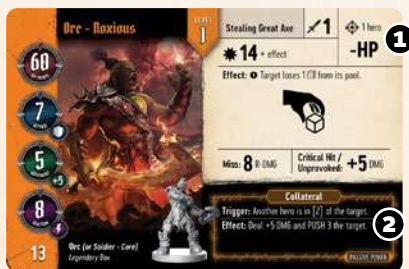 Orc - Noxious
LEVEL
1
60
7
5
+5
8
13
Orc (or Soldier - Core)
Legendary Box
Stealing Great Axe
1
1 hero
14 + effect
-HP
1
Effect: Target loses 1 from its pool.
Miss: 8 R-DMG
Critical Hit /
Unprovoked: +5 DMG
Collateral
Trigger: Another hero is in [2] of the target.
Effect: Deal +5 DMG and PUSH 3 the target.
2
PASSIVE POWER